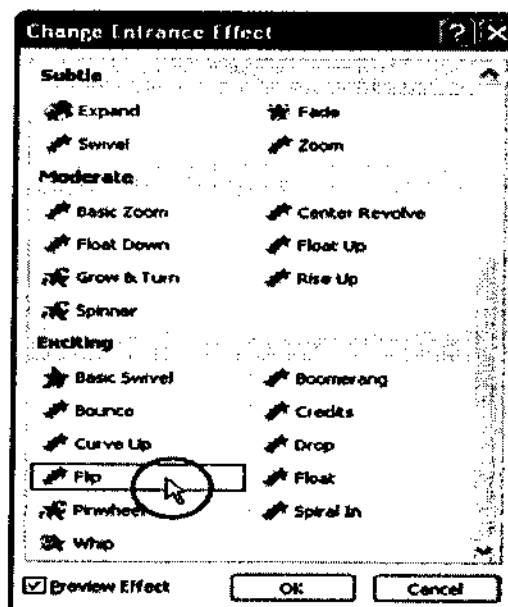 Change Entrance Effect
Subtle
Expand Fade
Swivel Zoom
Moderate
Basic Zoom Center Revolve
Float Down Float Up
Grow & Turn Rise Up
Spinner
Exciting
Basic Swivel Boomerang
Bounce Credits
Curve Up Drop
Flip Float
Pinwheel Spiral In
Whip
Preview Effect OK Cancel